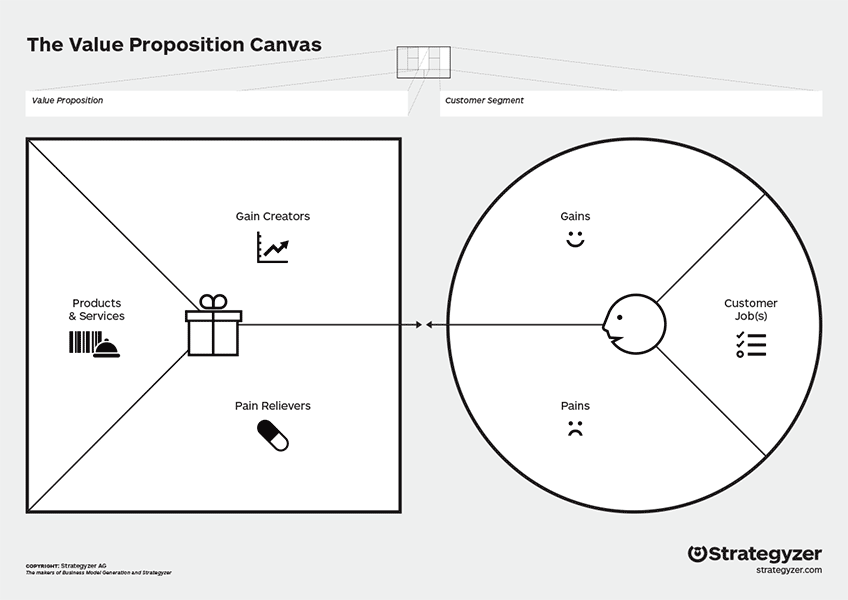 The Value Proposition Canvas
Value Proposition
Customer Segment
Gain Creators
Gains
Products
& Services
Customer
Job(s)
Pain Relievers
Pains
COPYRIGHT: Strategyzer AG
The makers of Business Model Generation and Strategyzer
Strategyzer
strategyzer.com